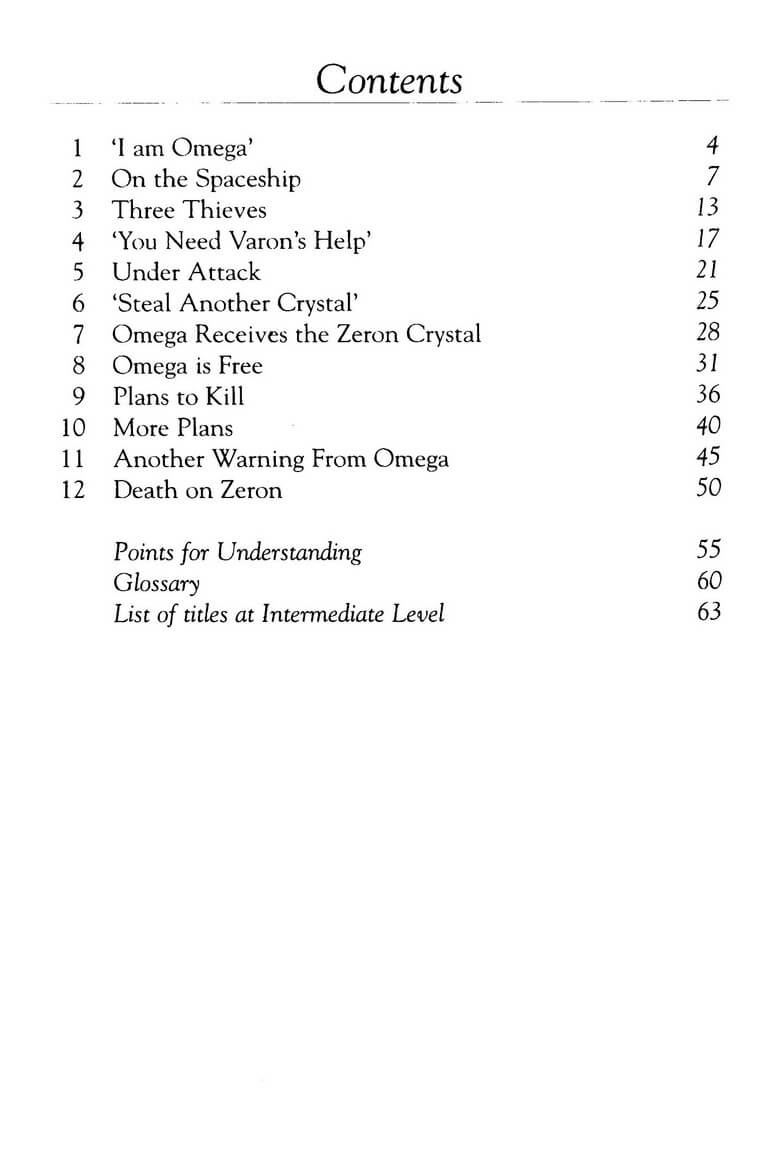 Contents
1 ‘I am Omega’ 4
2 On the Spaceship 7
3 Three Thieves 13
4 ‘You Need Varon’s Help’ 17
5 Under Attack 21
6 ‘Steal Another Crystal’ 25
7 Omega Receives the Zeron Crystal 28
8 Omega is Free 31
9 Plans to Kill 36
10 More Plans 40
11 Another Warning From Omega 45
12 Death on Zeron 50
Points for Understanding 55
Glossary 60
List of titles at Intermediate Level 63